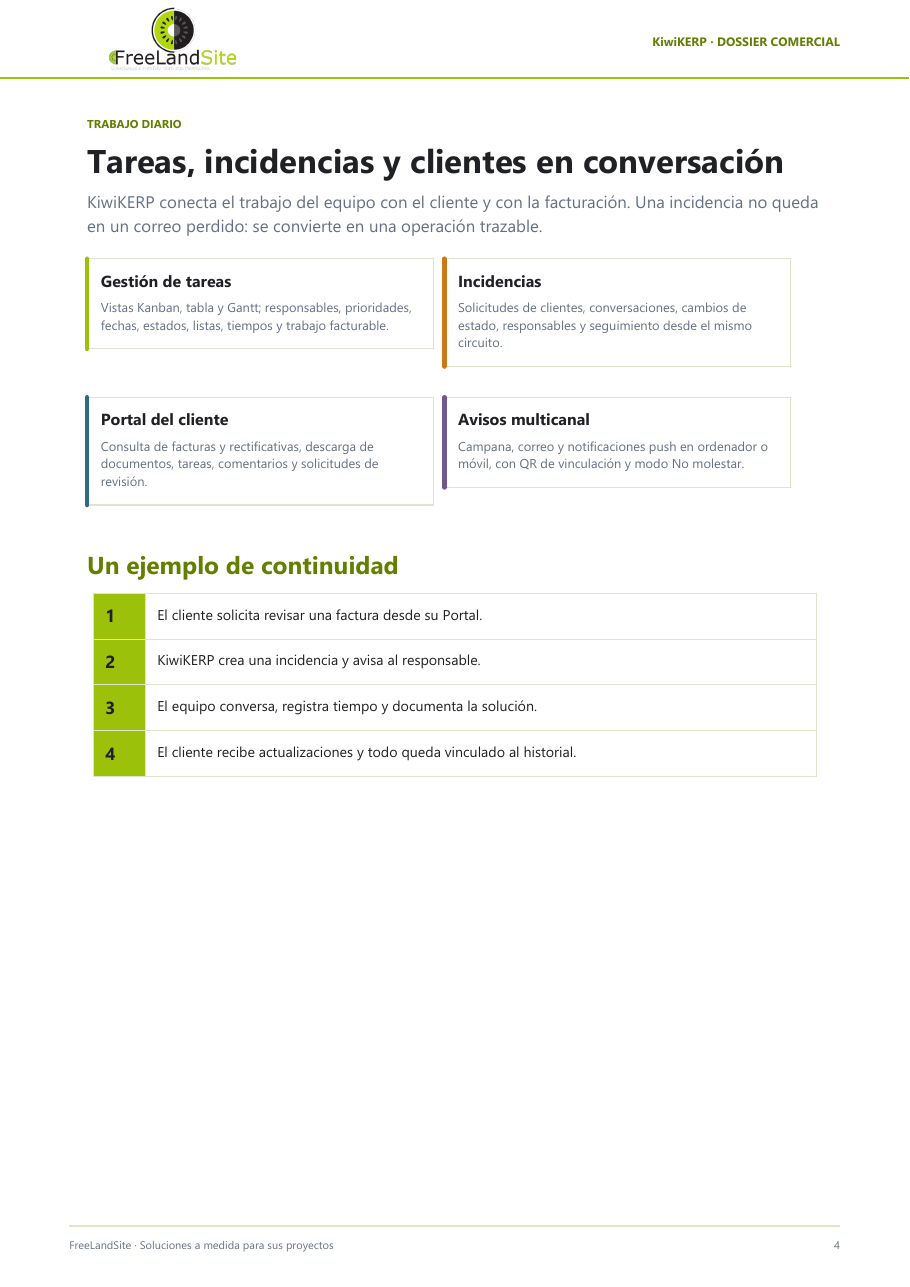 FreeLandSite
KiwiKERP · DOSSIER COMERCIAL
TRABAJO DIARIO
Tareas, incidencias y clientes en conversación
KiwiKERP conecta el trabajo del equipo con el cliente y con la facturación. Una incidencia no queda
en un correo perdido: se convierte en una operación trazable.
Gestión de tareas
Vistas Kanban, tabla y Gantt; responsables, prioridades,
fechas, estados, listas, tiempos y trabajo facturable.
Incidencias
Solicitudes de clientes, conversaciones, cambios de
estado, responsables y seguimiento desde el mismo
circuito.
Portal del cliente
Consulta de facturas y rectificativas, descarga de
documentos, tareas, comentarios y solicitudes de
revisión.
Avisos multicanal
Campana, correo y notificaciones push en ordenador o
móvil, con QR de vinculación y modo No molestar.
Un ejemplo de continuidad
1 El cliente solicita revisar una factura desde su Portal.
2 KiwiKERP crea una incidencia y avisa al responsable.
3 El equipo conversa, registra tiempo y documenta la solución.
4 El cliente recibe actualizaciones y todo queda vinculado al historial.
FreeLandSite · Soluciones a medida para sus proyectos
4